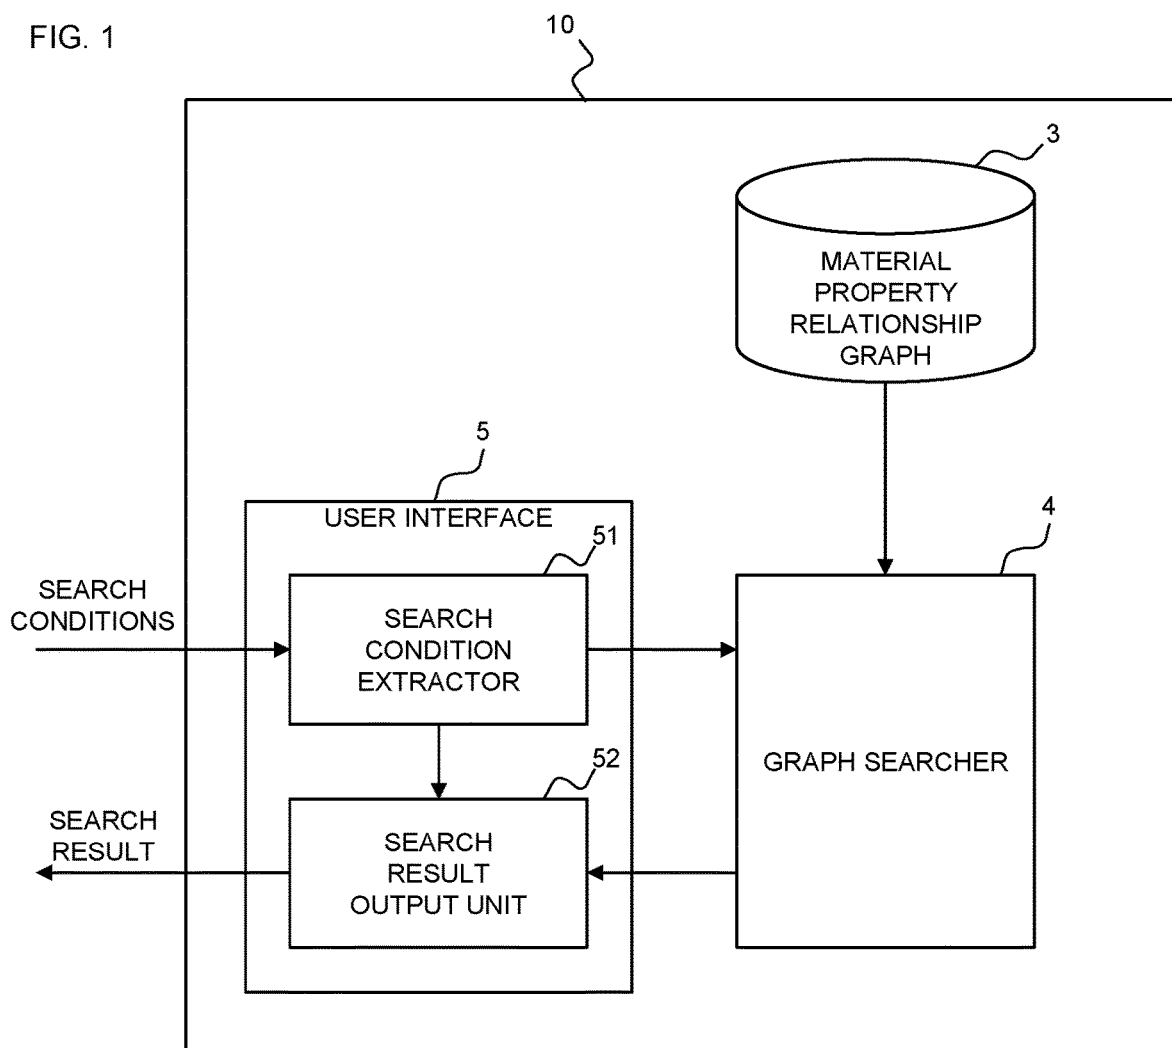 FIG. 1
10
3
MATERIAL
PROPERTY
RELATIONSHIP
GRAPH
5
USER INTERFACE
4
51
SEARCH
CONDITIONS
SEARCH
CONDITION
EXTRACTOR
GRAPH SEARCHER
52
SEARCH
RESULT
SEARCH
RESULT
OUTPUT UNIT